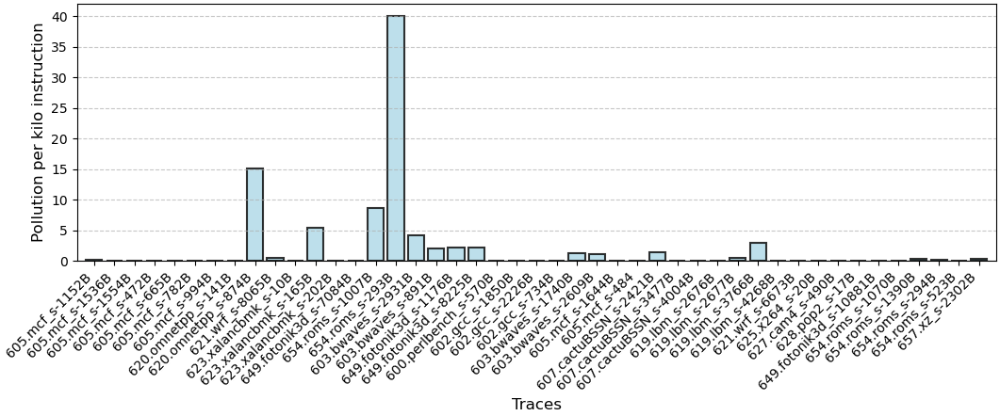 Pollution per kilo instruction
40
35
30
25
20
15
10
5
0
605.mcf_s-1152B
605.mcf_s-1536B
605.mcf_s-1554B
605.mcf_s-472B
605.mcf_s-665B
605.mcf_s-782B
605.mcf_s-994B
620.omnetpp_s-141B
620.omnetpp_s-874B
621.wrf_s-8065B
623.xalancbmk_s-10B
623.xalancbmk_s-165B
623.xalancbmk_s-202B
649.fotonik3d_s-7084B
654.roms_s-1007B
654.roms_s-293B
603.bwaves_s-2931B
603.bwaves_s-891B
649.fotonik3d_s-1176B
649.fotonik3d_s-8225B
600.perlbench_s-570B
602.gcc_s-1850B
602.gcc_s-2226B
602.gcc_s-734B
603.bwaves_s-1740B
603.bwaves_s-2609B
605.mcf_s-1644B
605.mcf_s-484
607.cactuBSSN_s-2421B
607.cactuBSSN_s-3477B
607.cactuBSSN_s-4004B
619.lbm_s-2676B
619.lbm_s-2677B
619.lbm_s-3766B
619.lbm_s-4268B
621.wrf_s-6673B
625.x264_s-20B
627.cam4_s-490B
628.pop2_s-17B
649.fotonik3d_s-10881B
654.roms_s-1070B
654.roms_s-1390B
654.roms_s-294B
654.roms_s-523B
657.xz_s-2302B
Traces